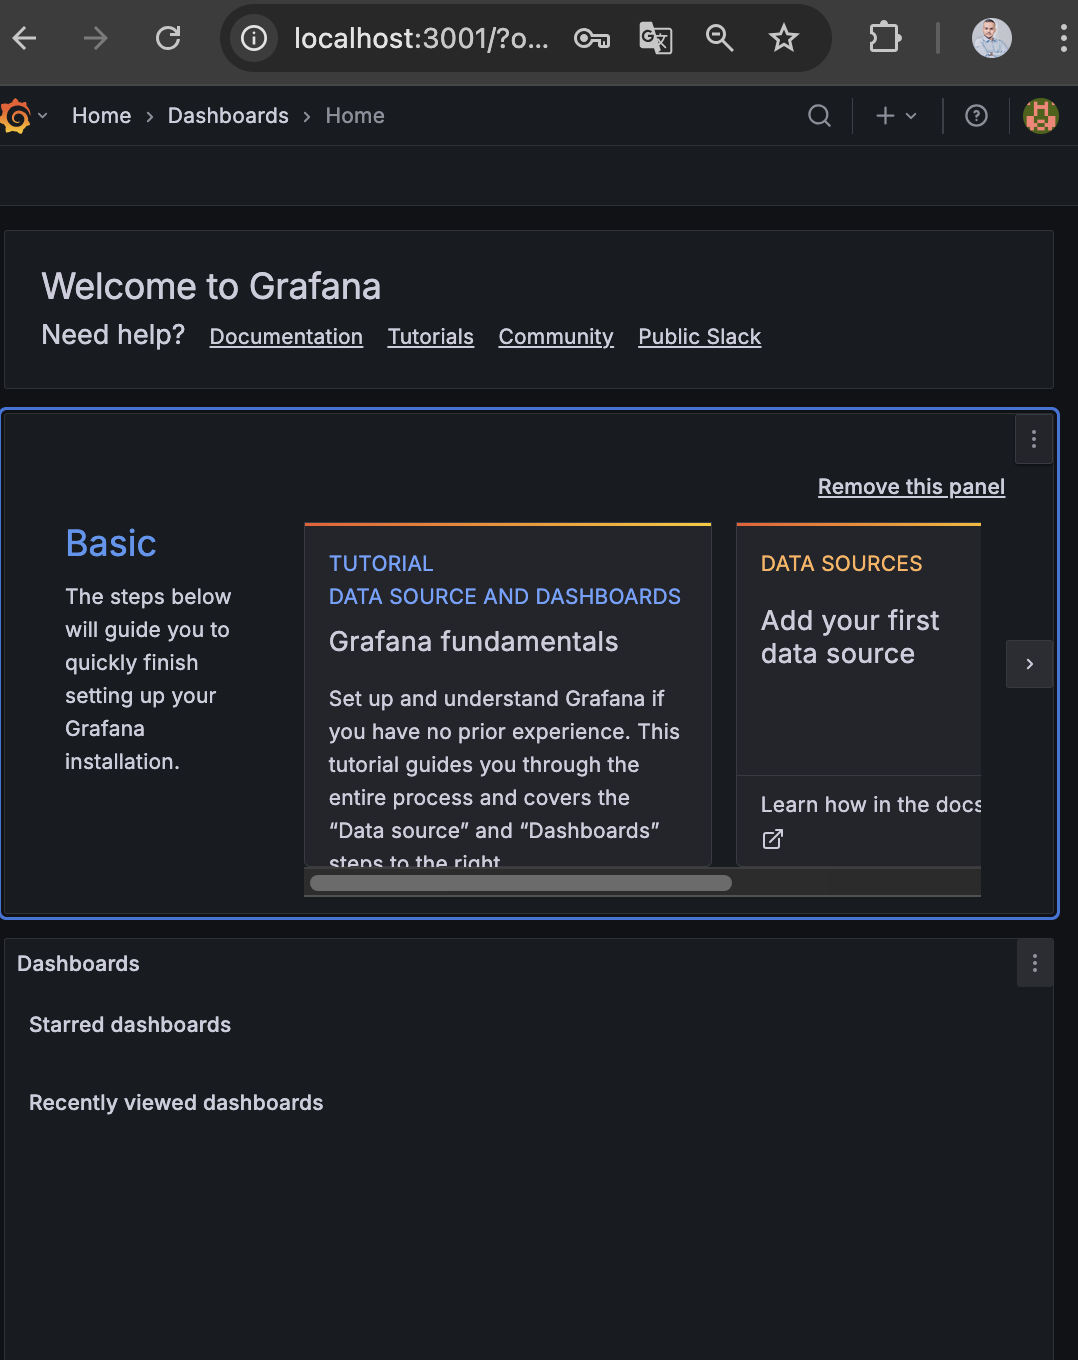 localhost:3001/?o...
Home › Dashboards › Home
Welcome to Grafana
Need help? Documentation Tutorials Community Public Slack
Remove this panel
Basic
The steps below
will guide you to
quickly finish
setting up your
Grafana
installation.
TUTORIAL
DATA SOURCE AND DASHBOARDS
Grafana fundamentals
Set up and understand Grafana if
you have no prior experience. This
tutorial guides you through the
entire process and covers the
“Data source” and “Dashboards”
steps to the right
DATA SOURCES
Add your first
data source
Learn how in the docs
Dashboards
Starred dashboards
Recently viewed dashboards